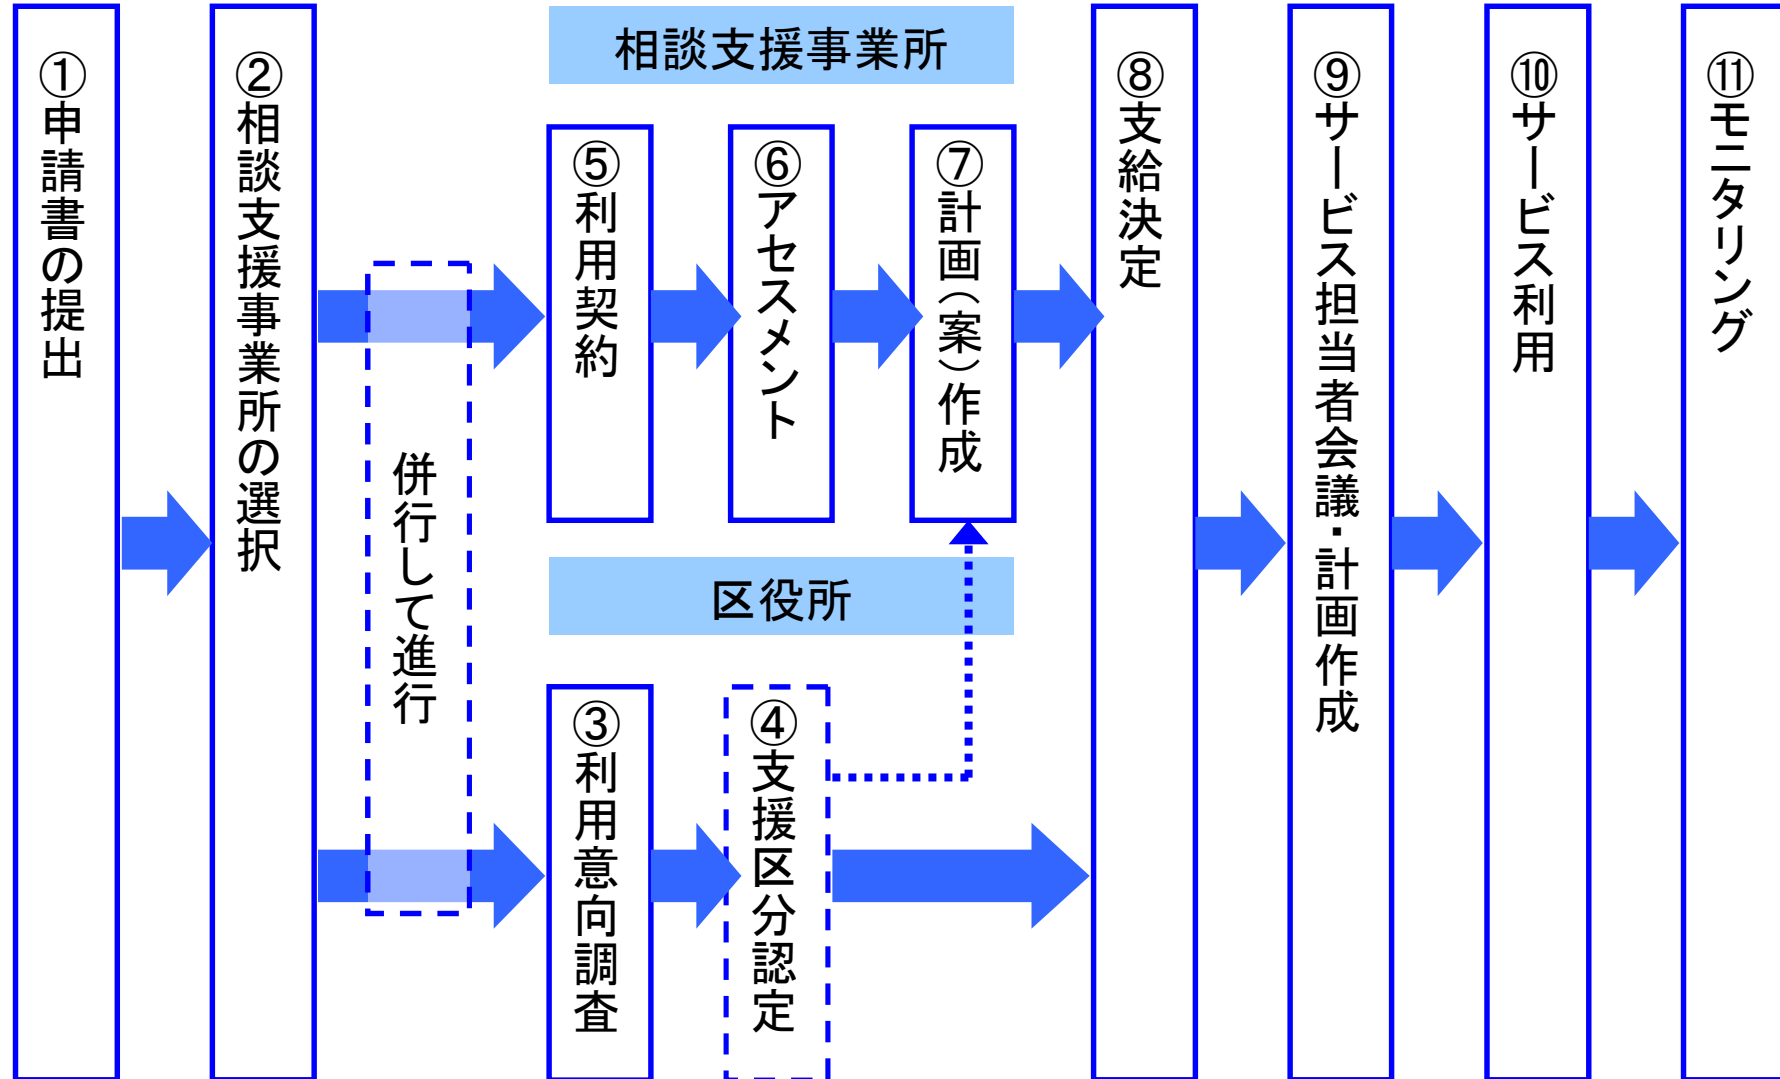 ①申請書の提出
②相談支援事業所の選択
併行して進行
相談支援事業所
⑤利用契約
⑥アセスメント
⑦計画（案）作成
区役所
③利用意向調査
④支援区分認定
⑧支給決定
⑨サービス担当者会議・計画作成
⑩サービス利用
⑪モニタリング